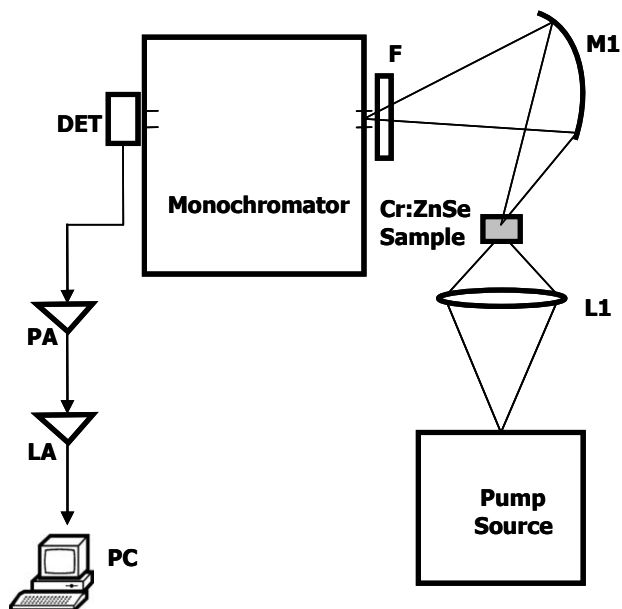 M1
F
DET
Monochromator
Cr:ZnSe
Sample
L1
PA
LA
Pump
Source
PC